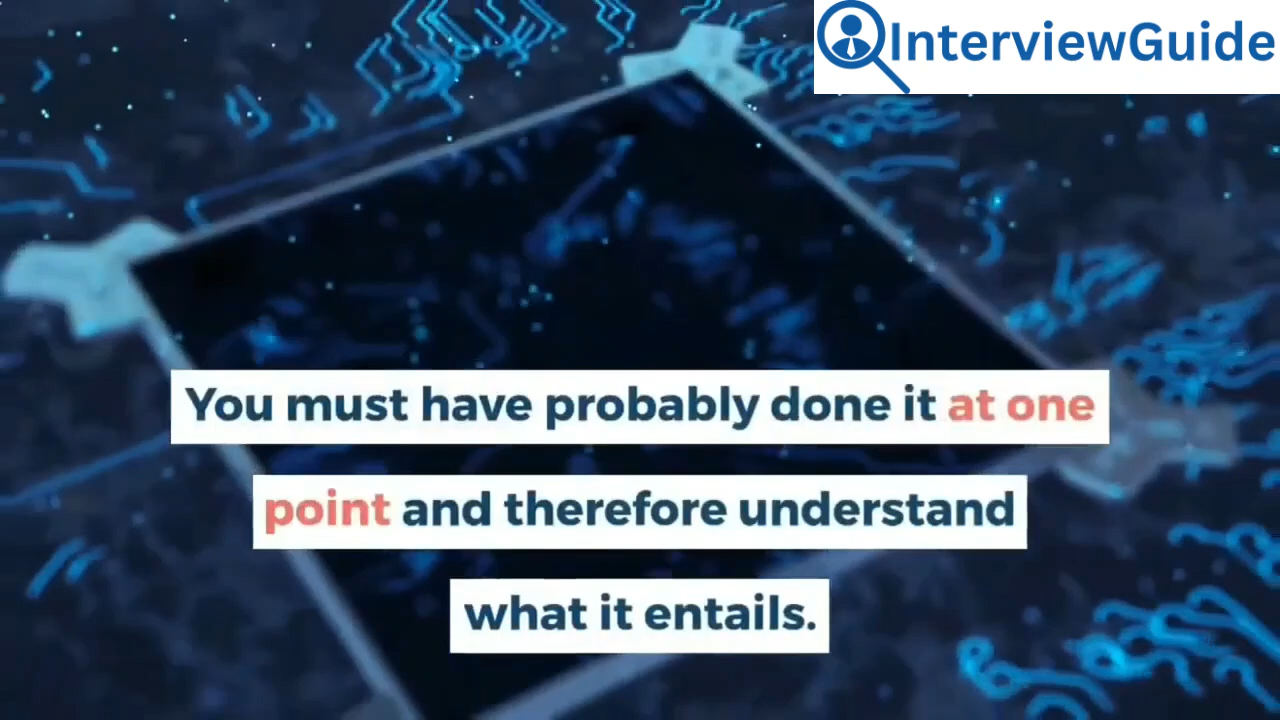 InterviewGuide
You must have probably done it at one
point and therefore understand
what it entails.